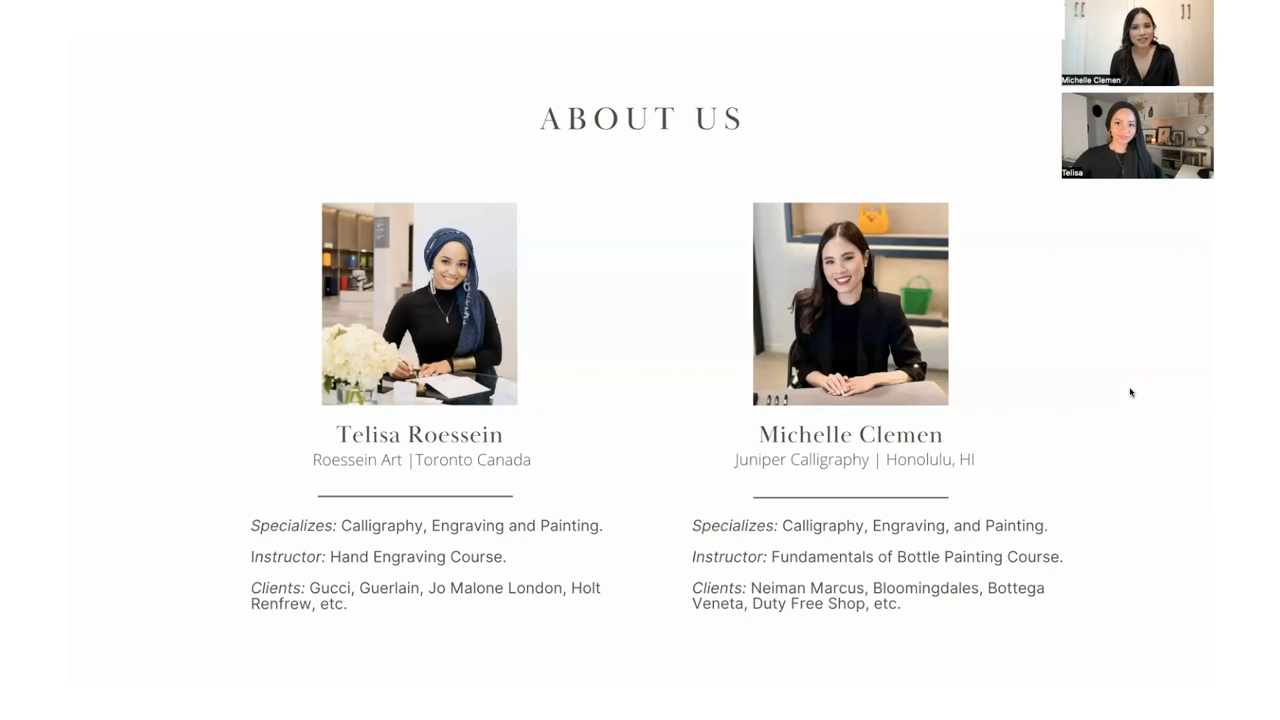 Michelle Clemen
Telisa
ABOUT US
Telisa Roessein
Roessein Art |Toronto Canada
Specializes: Calligraphy, Engraving and Painting.
Instructor: Hand Engraving Course.
Clients: Gucci, Guerlain, Jo Malone London, Holt
Renfrew, etc.
Michelle Clemen
Juniper Calligraphy | Honolulu, HI
Specializes: Calligraphy, Engraving, and Painting.
Instructor: Fundamentals of Bottle Painting Course.
Clients: Neiman Marcus, Bloomingdales, Bottega
Veneta, Duty Free Shop, etc.